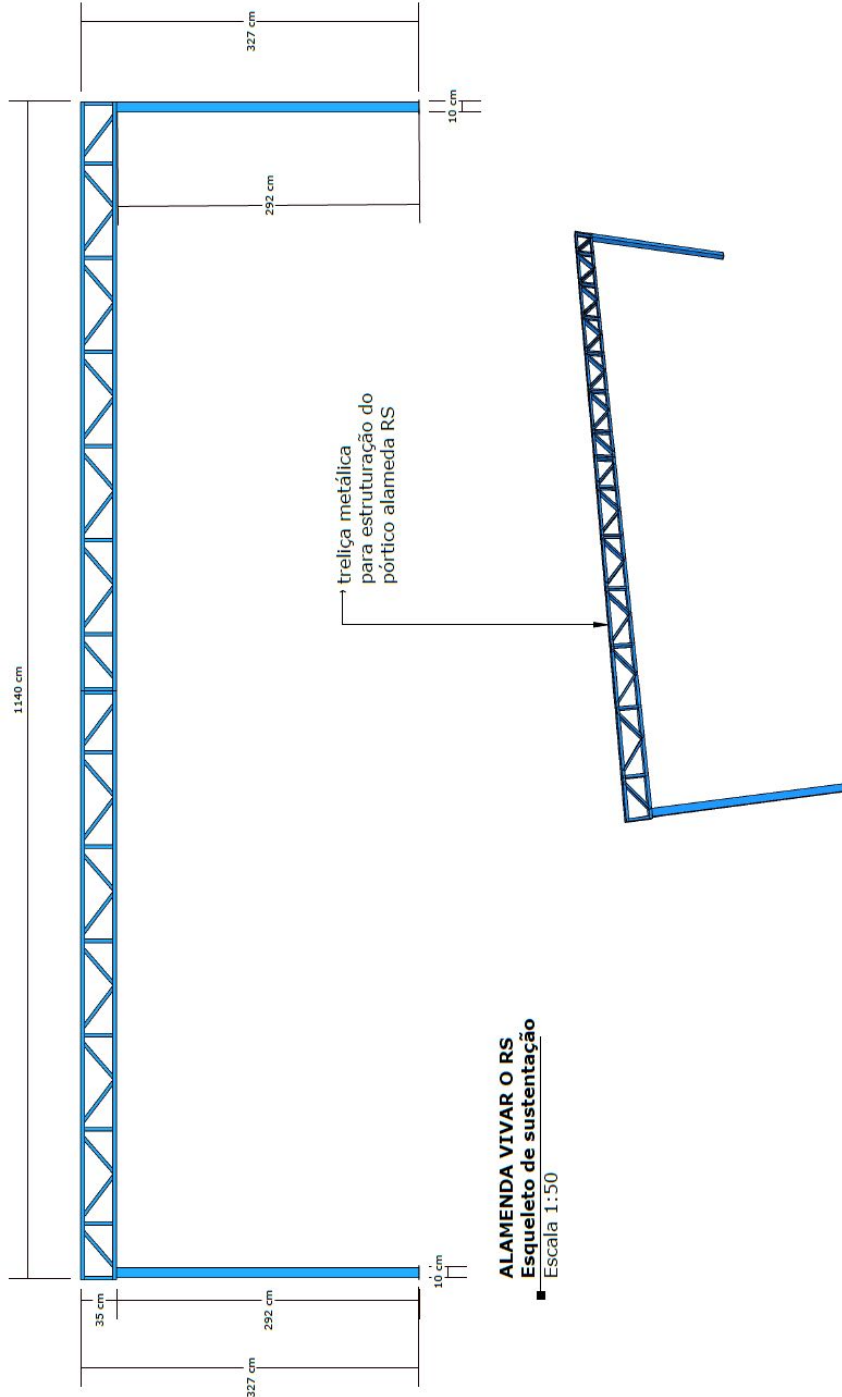 1140 cm
35 cm
292 cm
327 cm
10 cm
292 cm
327 cm
10 cm
treliça metálica
para estruturação do
pórtico alameda RS
ALAMENDA VIVAR O RS
Esqueleto de sustentação
Escala 1:50